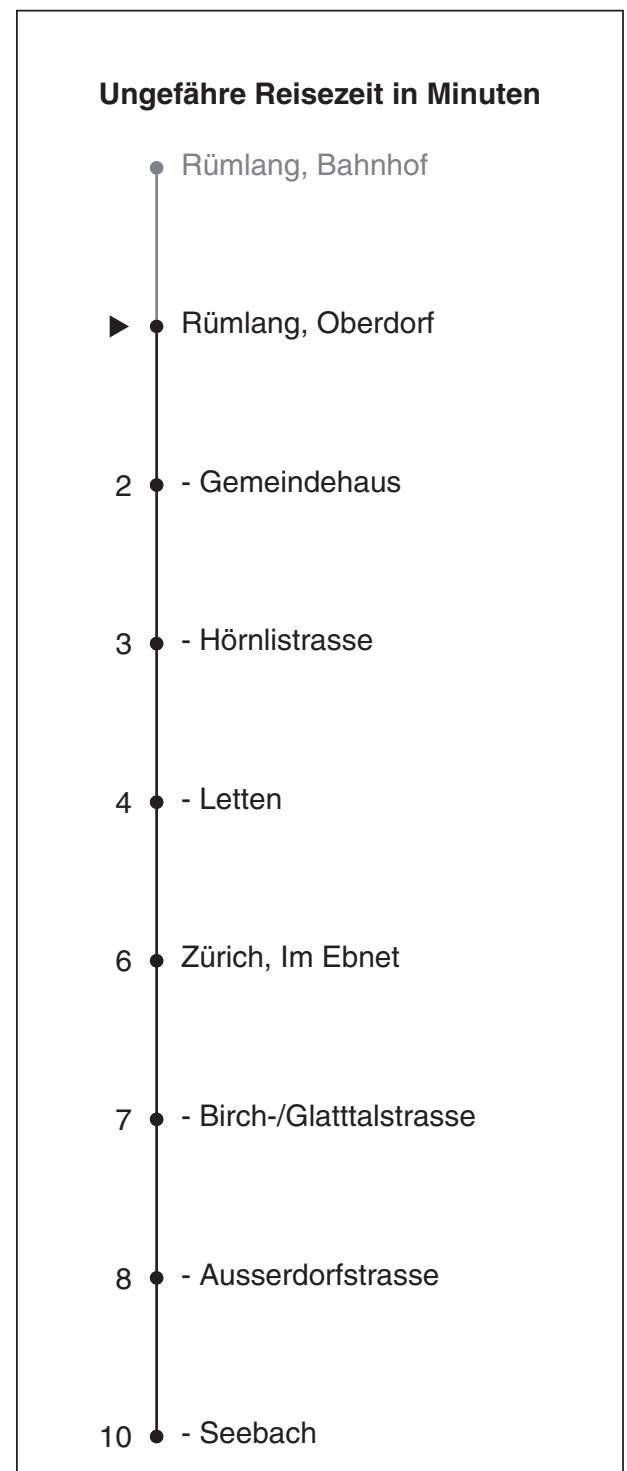 Ungefähre Reisezeit in Minuten
Rümlang, Bahnhof
Rümlang, Oberdorf
2 - Gemeindehaus
3 - Hörnlistrasse
4 - Letten
6 Zürich, Im Ebnet
7 - Birch-/Glatttalstrasse
8 - Ausserdorfstrasse
10 - Seebach